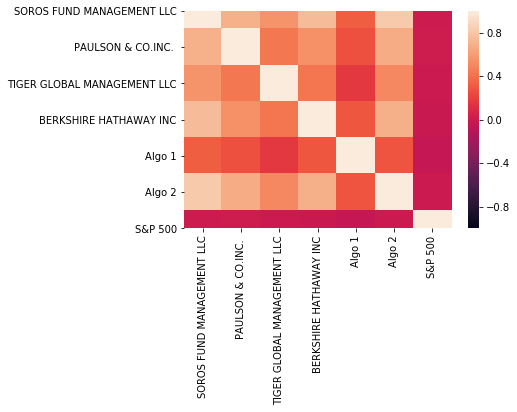 SOROS FUND MANAGEMENT LLC
PAULSON & CO.INC.
TIGER GLOBAL MANAGEMENT LLC
BERKSHIRE HATHAWAY INC
Algo 1
Algo 2
S&P 500
SOROS FUND MANAGEMENT LLC
PAULSON & CO.INC.
TIGER GLOBAL MANAGEMENT LLC
BERKSHIRE HATHAWAY INC
Algo 1
Algo 2
S&P 500
0.8
0.4
0.0
−0.4
−0.8